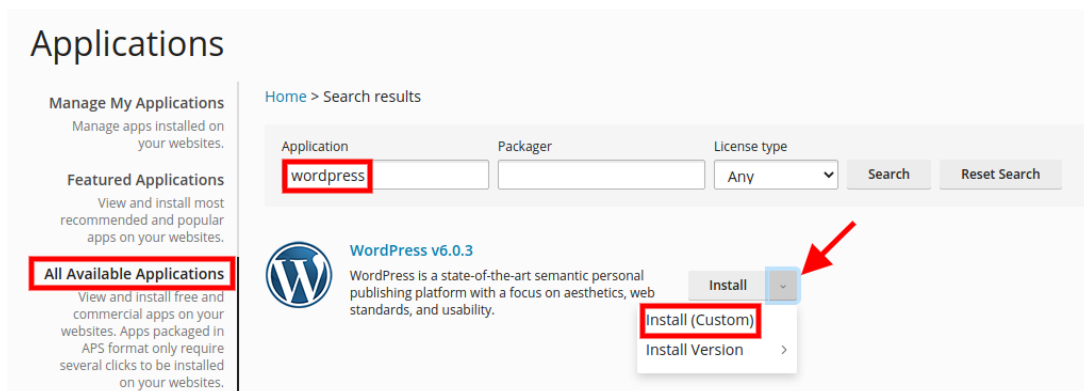 Applications
Manage My Applications
Manage apps installed on
your websites.
Featured Applications
View and install most
recommended and popular
apps on your websites.
All Available Applications
View and install free and
commercial apps on your
websites. Apps packaged in
APS format only require
several clicks to be installed
on your websites.
Home > Search results
Application Packager License type
wordpress Any Search Reset Search
WordPress v6.0.3
WordPress is a state-of-the-art semantic personal
publishing platform with a focus on aesthetics, web
standards, and usability.
Install
Install (Custom)
Install Version